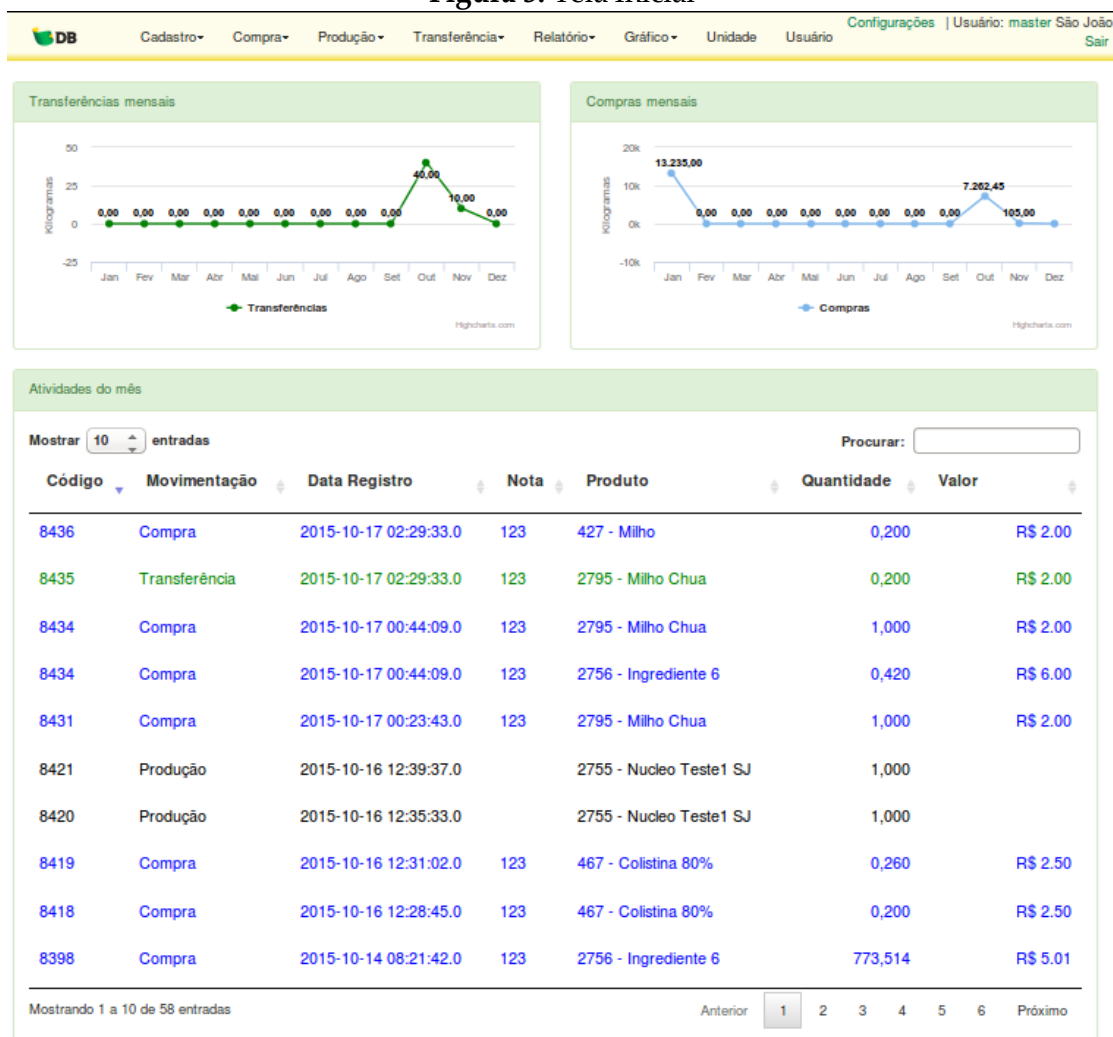 Figura 3: Tela Inicial
DB Cadastro Compra Produção Transferência Relatório Gráfico Unidade Usuário Configurações | Usuário: master São João
Sair
Transferências mensais
50
25
0
-25
Kilogramas
0,00 0,00 0,00 0,00 0,00 0,00 0,00 0,00 0,00 40,00 10,00 0,00
Jan Fev Mar Abr Mai Jun Jul Ago Set Out Nov Dez
Transferências
Highcharts.com
Compras mensais
20k
10k
0k
-10k
Kilogramas
13.235,00 0,00 0,00 0,00 0,00 0,00 0,00 0,00 0,00 7.262,45 105,00
Jan Fev Mar Abr Mai Jun Jul Ago Set Out Nov Dez
Compras
Highcharts.com
Atividades do mês
Mostrar 10 entradas Procurar:
Código Movimentação Data Registro Nota Produto Quantidade Valor
8436 Compra 2015-10-17 02:29:33.0 123 427 - Milho 0,200 R$ 2.00
8435 Transferência 2015-10-17 02:29:33.0 123 2795 - Milho Chua 0,200 R$ 2.00
8434 Compra 2015-10-17 00:44:09.0 123 2795 - Milho Chua 1,000 R$ 2.00
8434 Compra 2015-10-17 00:44:09.0 123 2756 - Ingrediente 6 0,420 R$ 6.00
8431 Compra 2015-10-17 00:23:43.0 123 2795 - Milho Chua 1,000 R$ 2.00
8421 Produção 2015-10-16 12:39:37.0 2755 - Nucleo Teste1 SJ 1,000
8420 Produção 2015-10-16 12:35:33.0 2755 - Nucleo Teste1 SJ 1,000
8419 Compra 2015-10-16 12:31:02.0 123 467 - Colistina 80% 0,260 R$ 2.50
8418 Compra 2015-10-16 12:28:45.0 123 467 - Colistina 80% 0,200 R$ 2.50
8398 Compra 2015-10-14 08:21:42.0 123 2756 - Ingrediente 6 773,514 R$ 5.01
Mostrando 1 a 10 de 58 entradas Anterior 1 2 3 4 5 6 Próximo